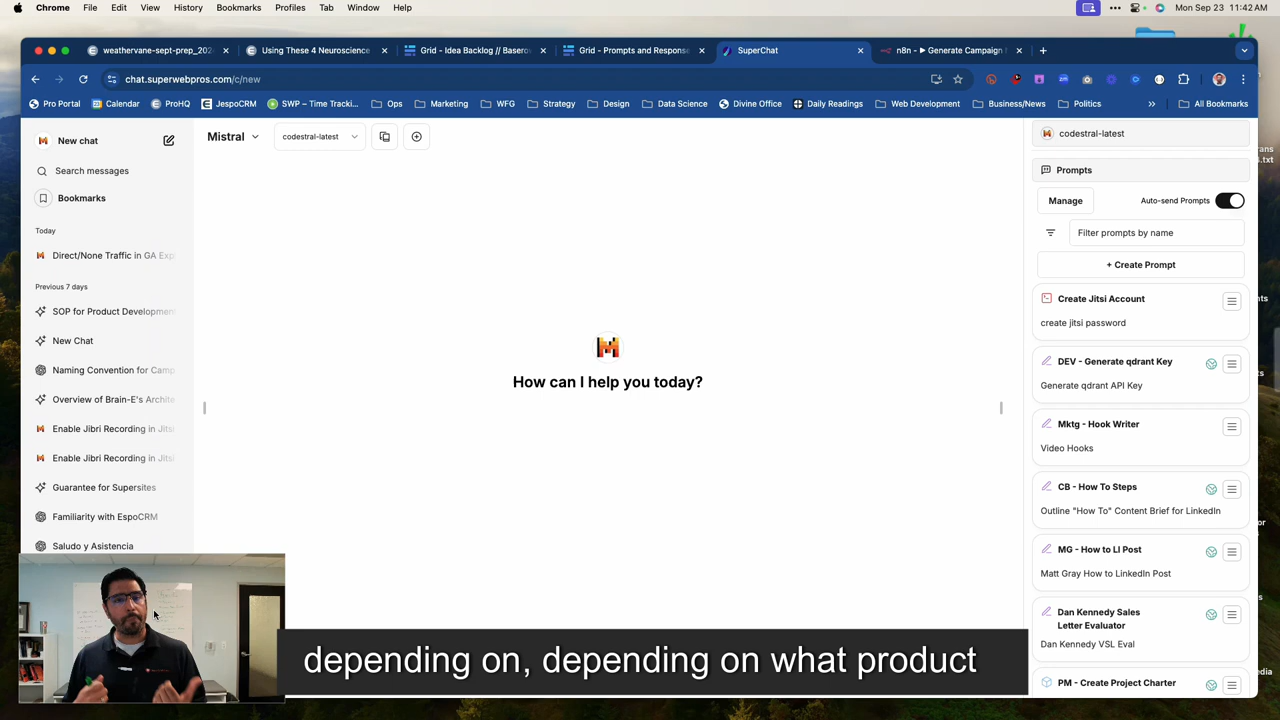 Chrome File Edit View History Bookmarks Profiles Tab Window Help
Mon Sep 23 11:42 AM
weathervane-sept-prep_202
Using These 4 Neuroscience
Grid - Idea Backlog // Basero
Grid - Prompts and Response
SuperChat
n8n - ▶ Generate Campaign
chat.superwebpros.com/c/new
Pro Portal Calendar ProHQ JespoCRM SWP – Time Tracki... Ops Marketing WFG Strategy Design Data Science Divine Office Daily Readings Web Development Business/News Politics » All Bookmarks
New chat
Search messages
Bookmarks
Today
Direct/None Traffic in GA Exp
Previous 7 days
SOP for Product Development
New Chat
Naming Convention for Camp
Overview of Brain-E's Archite
Enable Jibri Recording in Jitsi
Enable Jibri Recording in Jitsi
Guarantee for Supersites
Familiarity with EspoCRM
Saludo y Asistencia
Mistral codestral-latest
How can I help you today?
codestral-latest
Prompts
Manage Auto-send Prompts
Filter prompts by name
+ Create Prompt
Create Jitsi Account
create jitsi password
DEV - Generate qdrant Key
Generate qdrant API Key
Mktg - Hook Writer
Video Hooks
CB - How To Steps
Outline "How To" Content Brief for LinkedIn
MG - How to LI Post
Matt Gray How to LinkedIn Post
Dan Kennedy Sales
Letter Evaluator
Dan Kennedy VSL Eval
PM - Create Project Charter
depending on, depending on what product